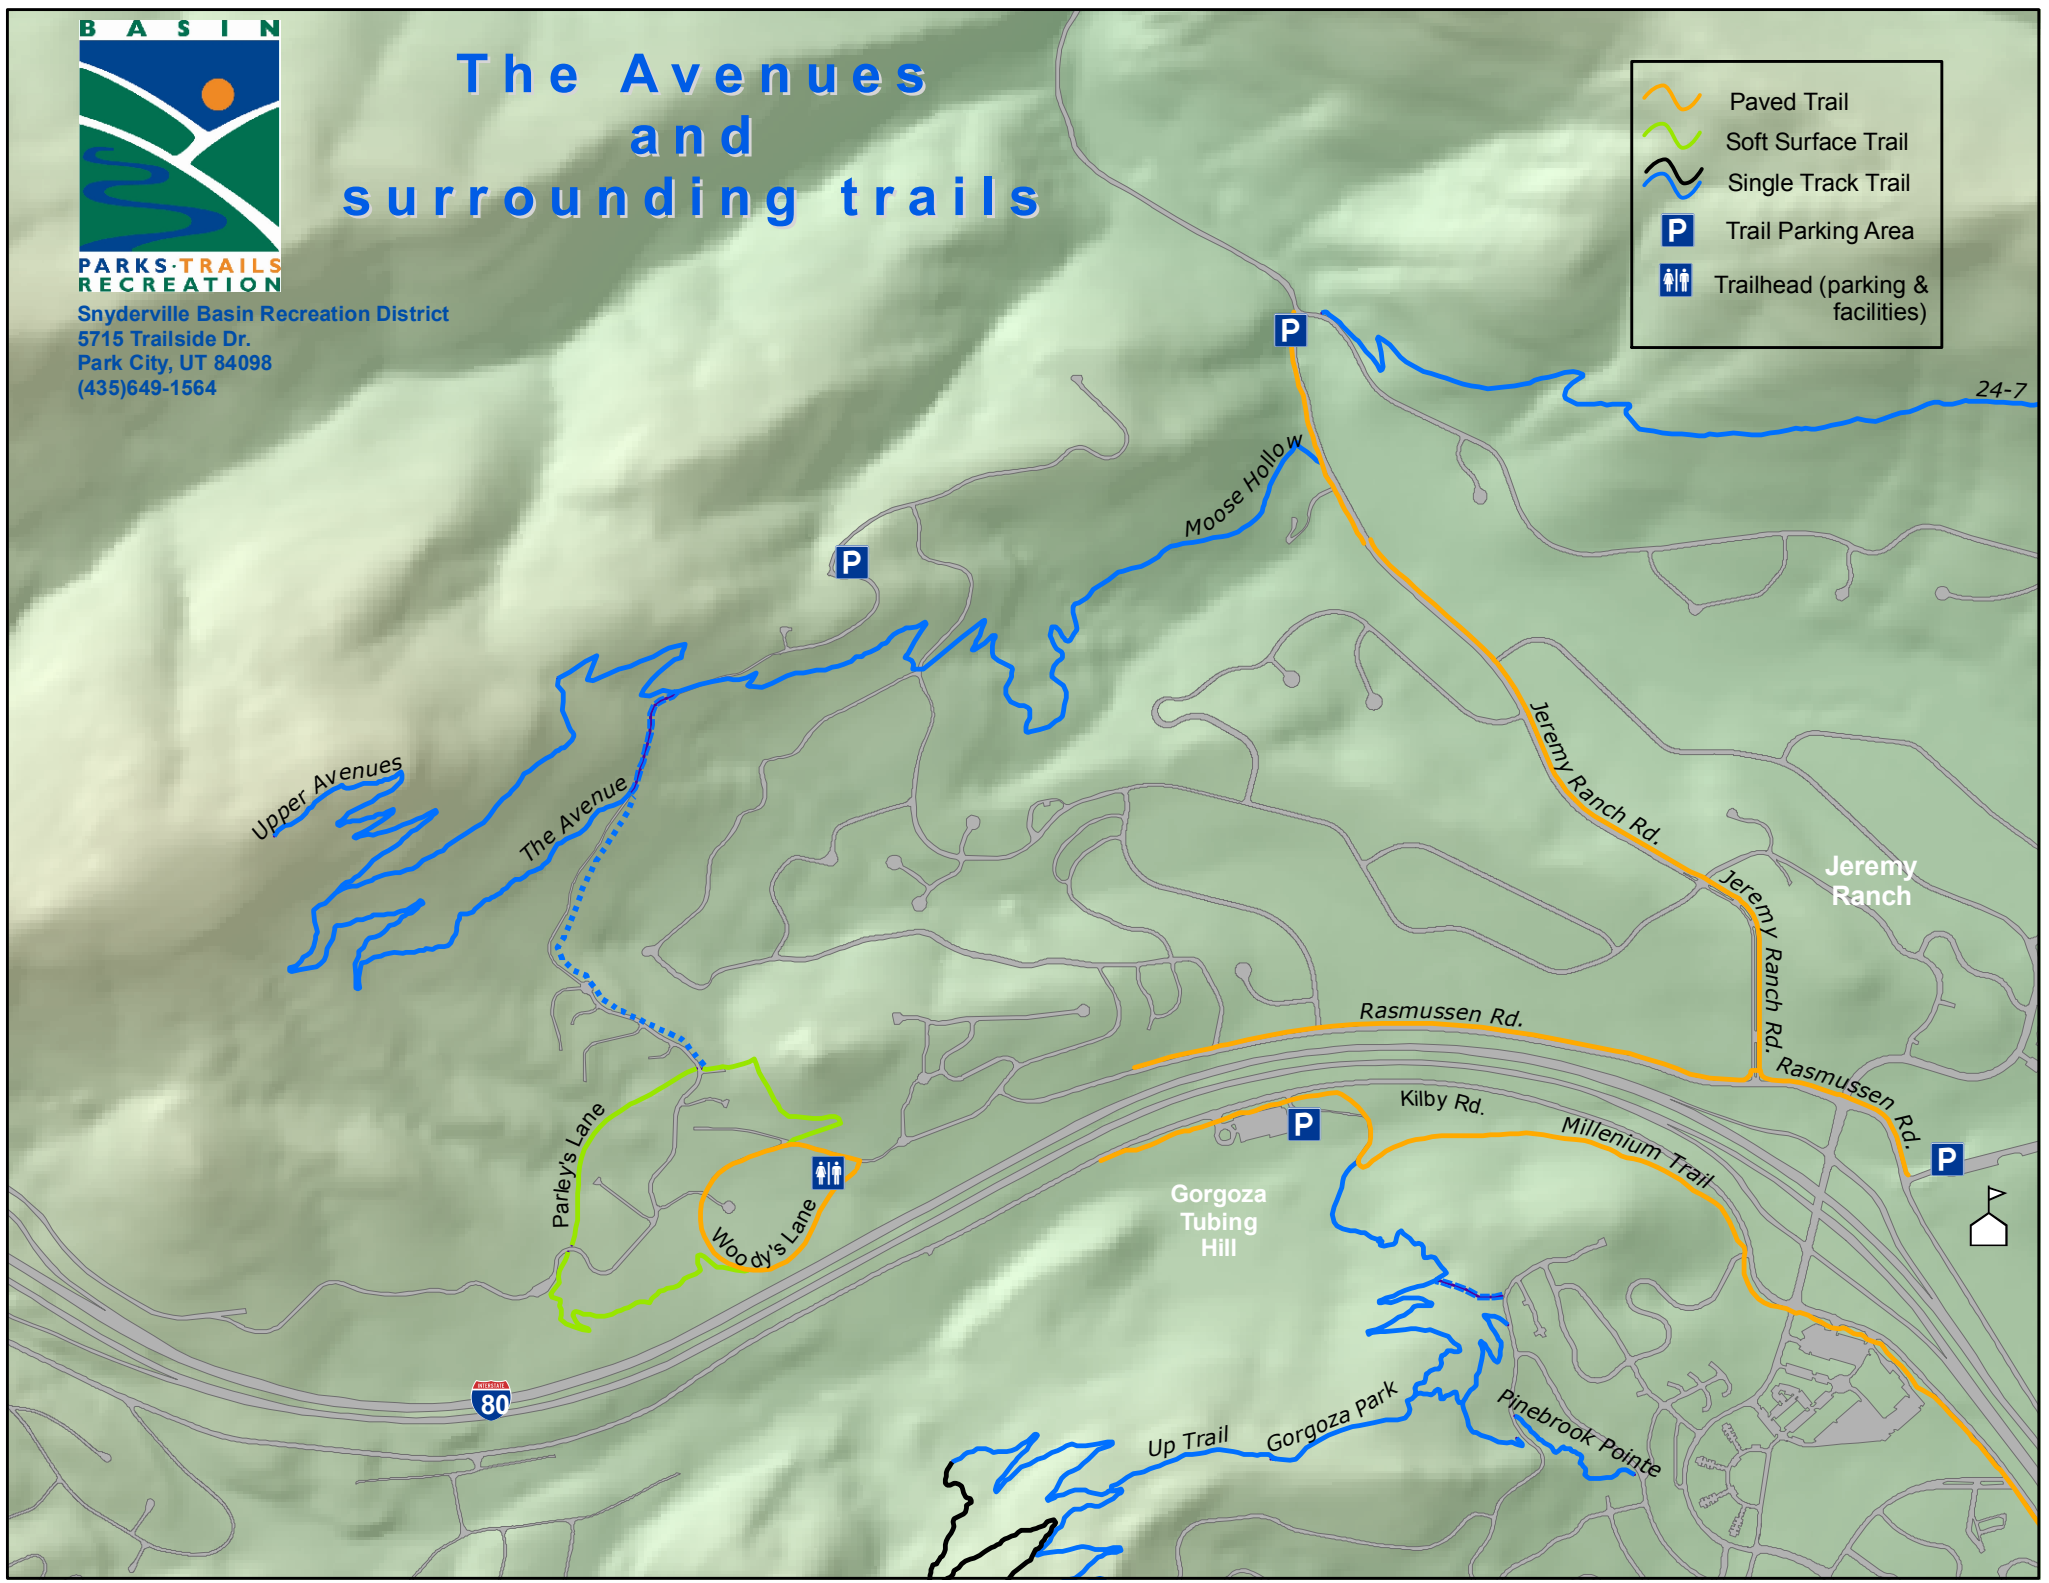 BASIN
PARKS·TRAILS
RECREATION
Snyderville Basin Recreation District
5715 Trailside Dr.
Park City, UT 84098
(435)649-1564
The Avenues
and
surrounding trails
Paved Trail
Soft Surface Trail
Single Track Trail
P Trail Parking Area
Trailhead (parking &
facilities)
P
24-7
Moose Hollow
P
Upper Avenues
The Avenue
Jeremy Ranch Rd.
Jeremy
Ranch
Jeremy Ranch Rd.
Rasmussen Rd.
Rasmussen Rd.
Kilby Rd.
P
Millenium Trail
P
Parley's Lane
Woody's Lane
Gorgoza
Tubing
Hill
INTERSTATE
80
Up Trail
Gorgoza Park
Pinebrook Pointe